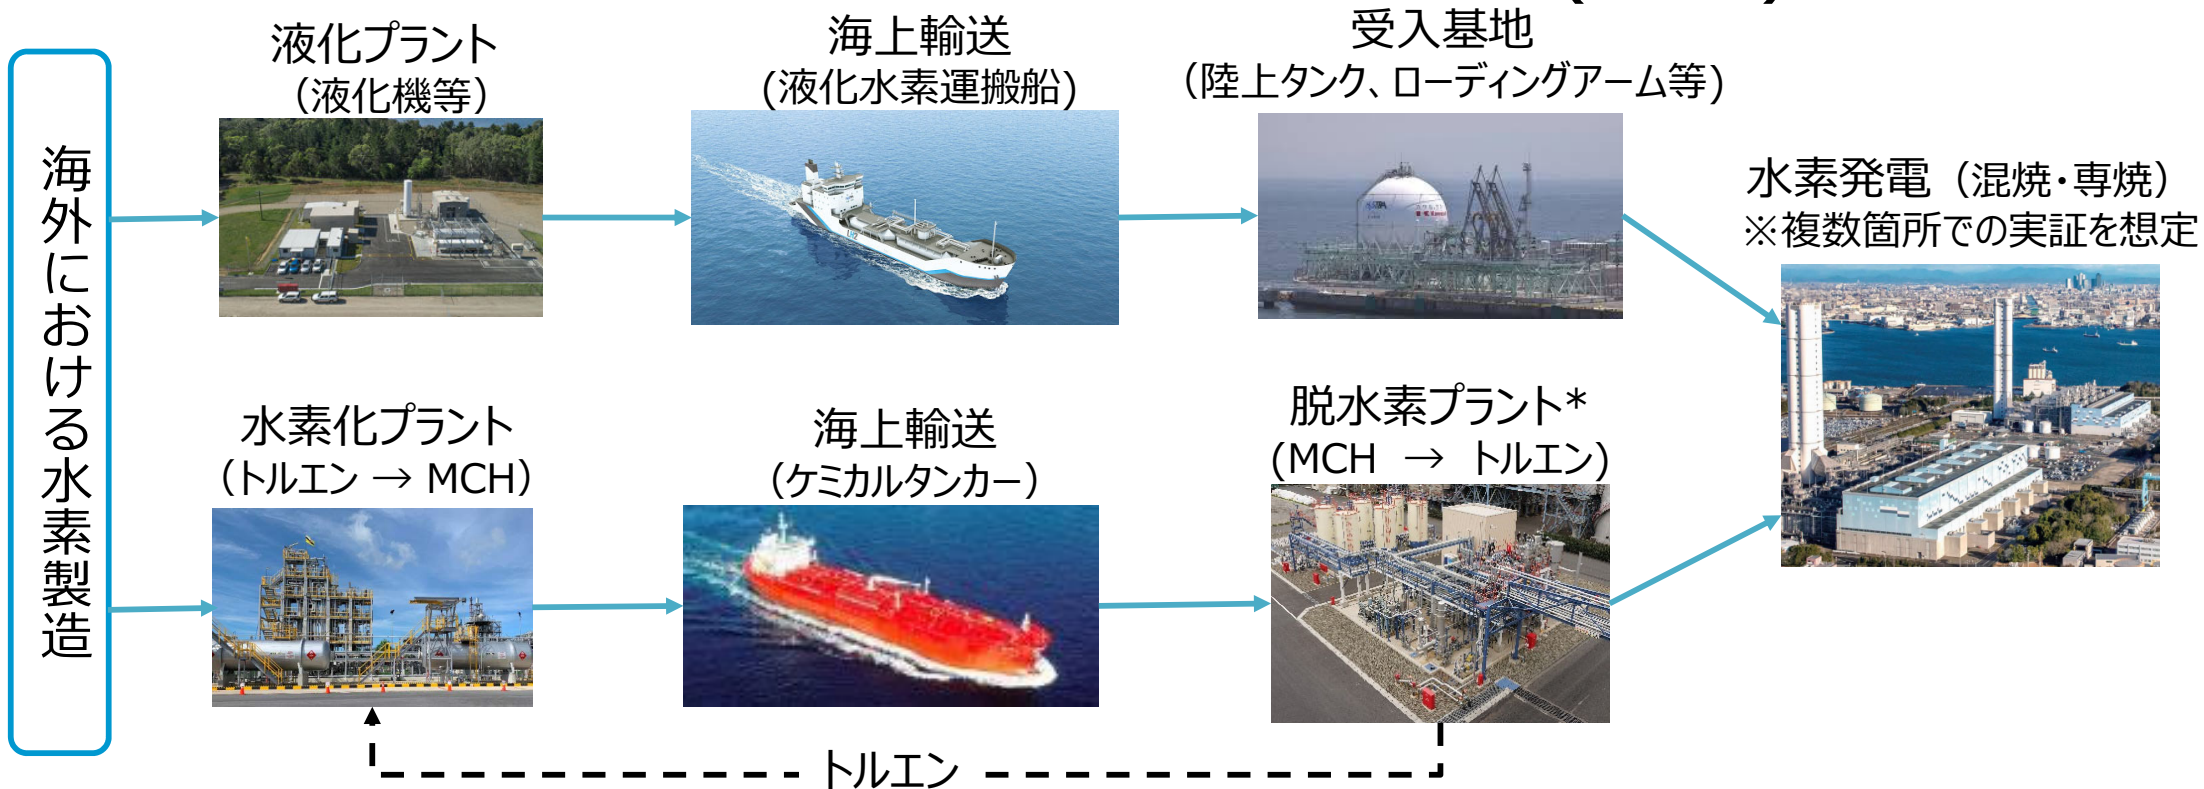 海外における水素製造
液化プラント
（液化機等）
海上輸送
(液化水素運搬船)
受入基地
（陸上タンク、ローディングアーム等)
水素発電（混焼・専焼）
※複数箇所での実証を想定
水素化プラント
（トルエン → MCH）
海上輸送
（ケミカルタンカー）
脱水素プラント*
(MCH → トルエン)
トルエン
LH2